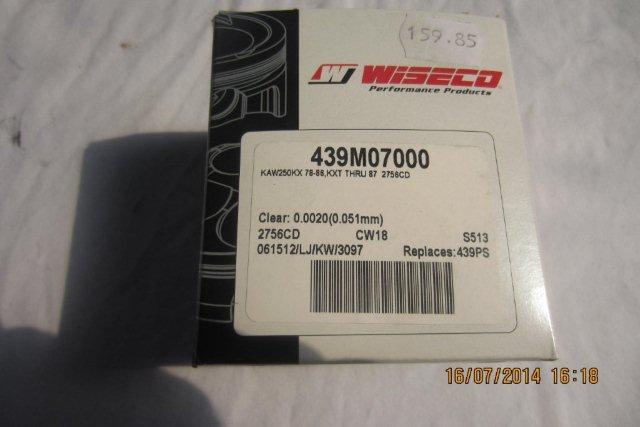 159.85
W WISECO
Performance Products
439M07000
KAW250KX 78-86,KXT THRU 87 2756CD
Clear: 0.0020(0.051mm)
2756CD CW18 S513
061512/LJ/KW/3097 Replaces:439PS
16/07/2014 16:18